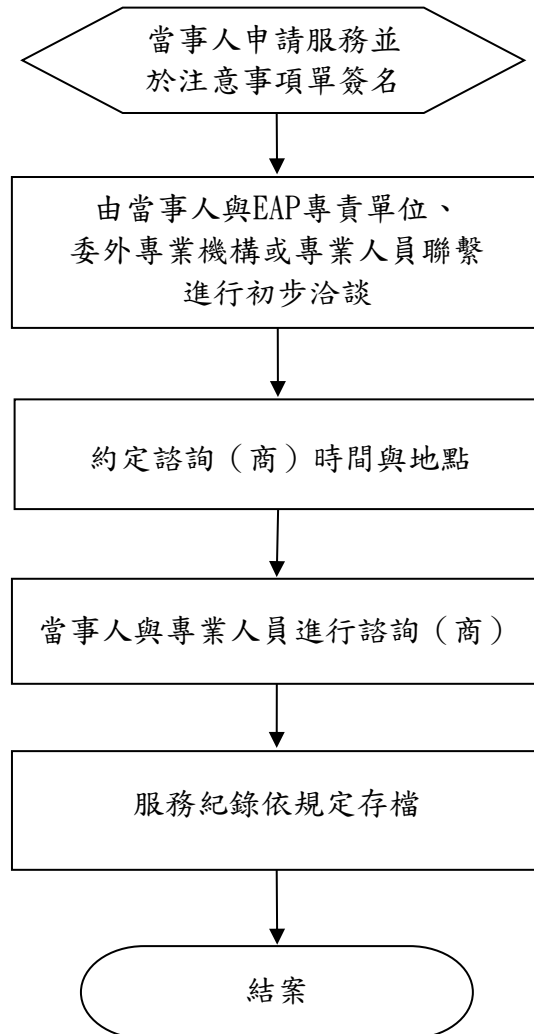 當事人申請服務並
於注意事項單簽名
由當事人與EAP專責單位、
委外專業機構或專業人員聯繫
進行初步洽談
約定諮詢（商）時間與地點
當事人與專業人員進行諮詢（商）
服務紀錄依規定存檔
結案